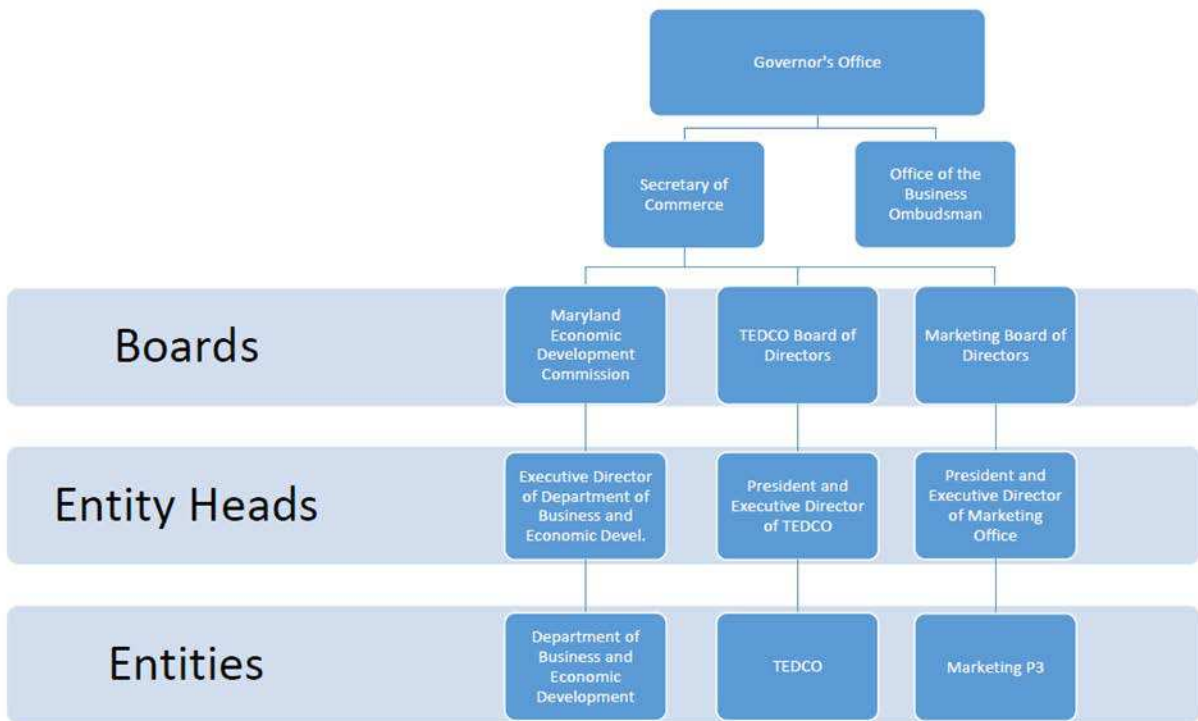 Governor's Office
Secretary of
Commerce
Office of the
Business
Ombudsman
Boards
Maryland
Economic
Development
Commission
TEDCO Board of
Directors
Marketing Board of
Directors
Entity Heads
Executive Director
of Department of
Business and
Economic Devel.
President and
Executive Director
of TEDCO
President and
Executive Director
of Marketing
Office
Entities
Department of
Business and
Economic
Development
TEDCO
Marketing P3